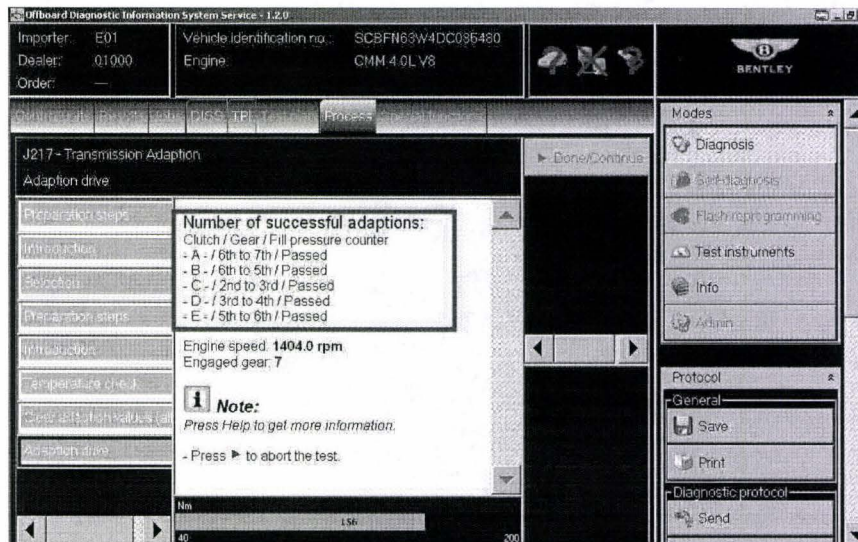 Offboard Diagnostic Information System Service - 1.2.0
Importer: E01
Dealer: 01000
Order: —
Vehicle identification no.: SCBFN63W4DC085480
Engine: CMM 4.0L V8
BENTLEY
DISS TPI Process Special functions
J217 - Transmission Adaption
Adaption drive
Done/Continue
Preparation steps
Introduction
Selection
Preparation steps
Introduction
Temperature check
Adaption drive
Number of successful adaptions:
Clutch / Gear / Fill pressure counter
- A - / 6th to 7th / Passed
- B - / 6th to 5th / Passed
- C - / 2nd to 3rd / Passed
- D - / 3rd to 4th / Passed
- E - / 5th to 6th / Passed
Engine speed: 1404.0 rpm
Engaged gear: 7
Note:
Press Help to get more information.
- Press ► to abort the test.
Nm
156
40 200
Modes
Diagnosis
Self-diagnosis
Flash reprogramming
Test instruments
Info
Admin
Protocol
General
Save
Print
Diagnostic protocol
Send